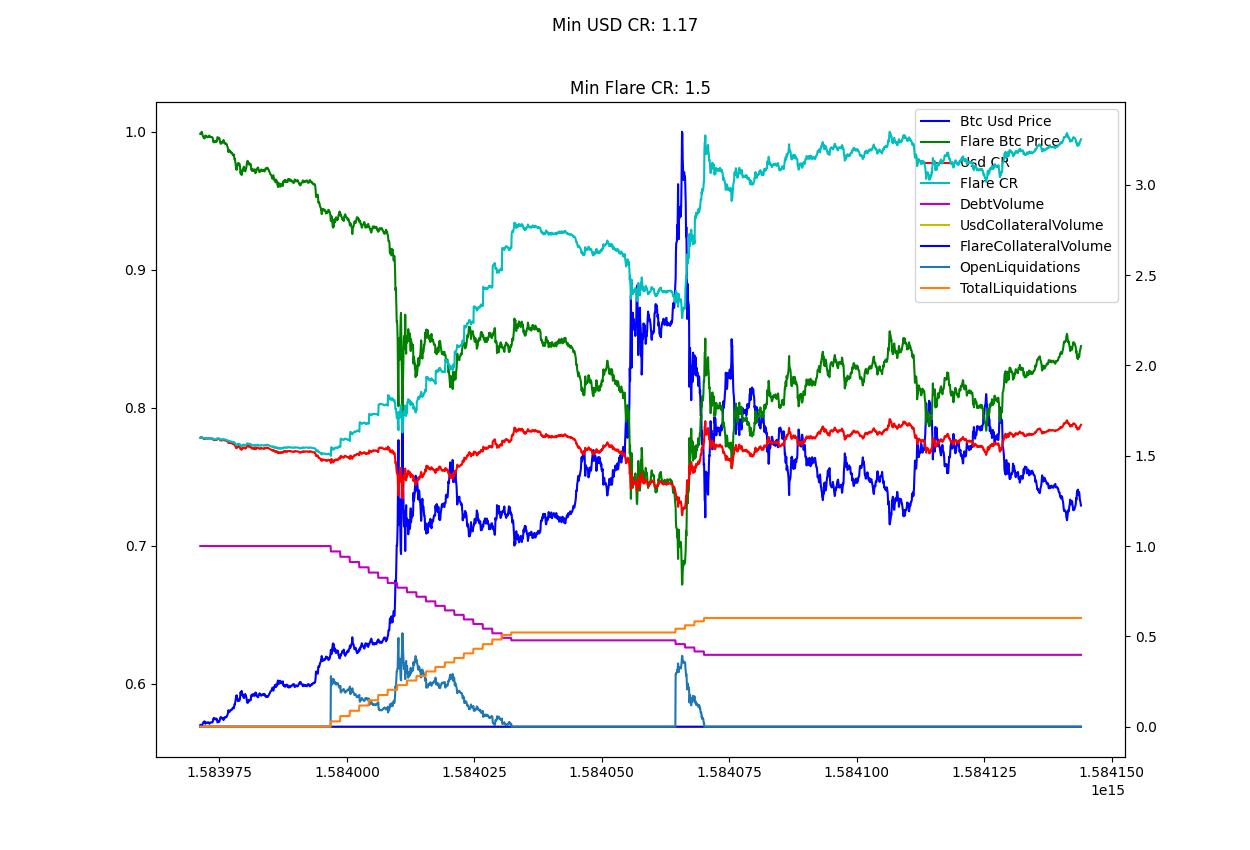 Min USD CR: 1.17
Min Flare CR: 1.5
Btc Usd Price
Flare Btc Price
Usd CR
Flare CR
DebtVolume
UsdCollateralVolume
FlareCollateralVolume
OpenLiquidations
TotalLiquidations
1.0
0.9
0.8
0.7
0.6
3.0
2.5
2.0
1.5
1.0
0.5
0.0
1.583975
1.584000
1.584025
1.584050
1.584075
1.584100
1.584125
1.584150
1e15